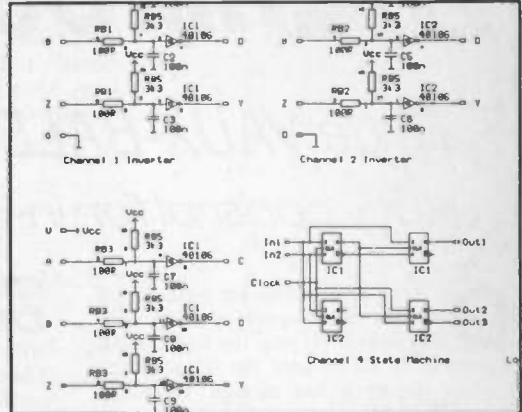 RB5
3k3
RB1
IC1
40106
B
O
100R
C2
100n
Vcc
RB5
3k3
RB1
IC1
40106
Z
Y
100R
C3
100n
Channel 1 Inverter
RB5
3k3
RB2
IC2
40106
100R
C5
100n
Vcc
RB5
3k3
RB2
IC2
40106
Z
Y
100R
C6
100n
Channel 2 Inverter
Vcc
U
Vcc
RB5
3k3
RB3
IC1
40106
A
C
100R
C7
100n
RB5
3k3
RB3
IC1
40106
B
D
100R
C8
100n
RB5
3k3
RB3
IC1
40106
Z
Y
100R
C9
100n
In1
In2
Clock
IC1
IC1
Out1
IC2
IC2
Out2
Out3
Channel 4 State Machine
Lo